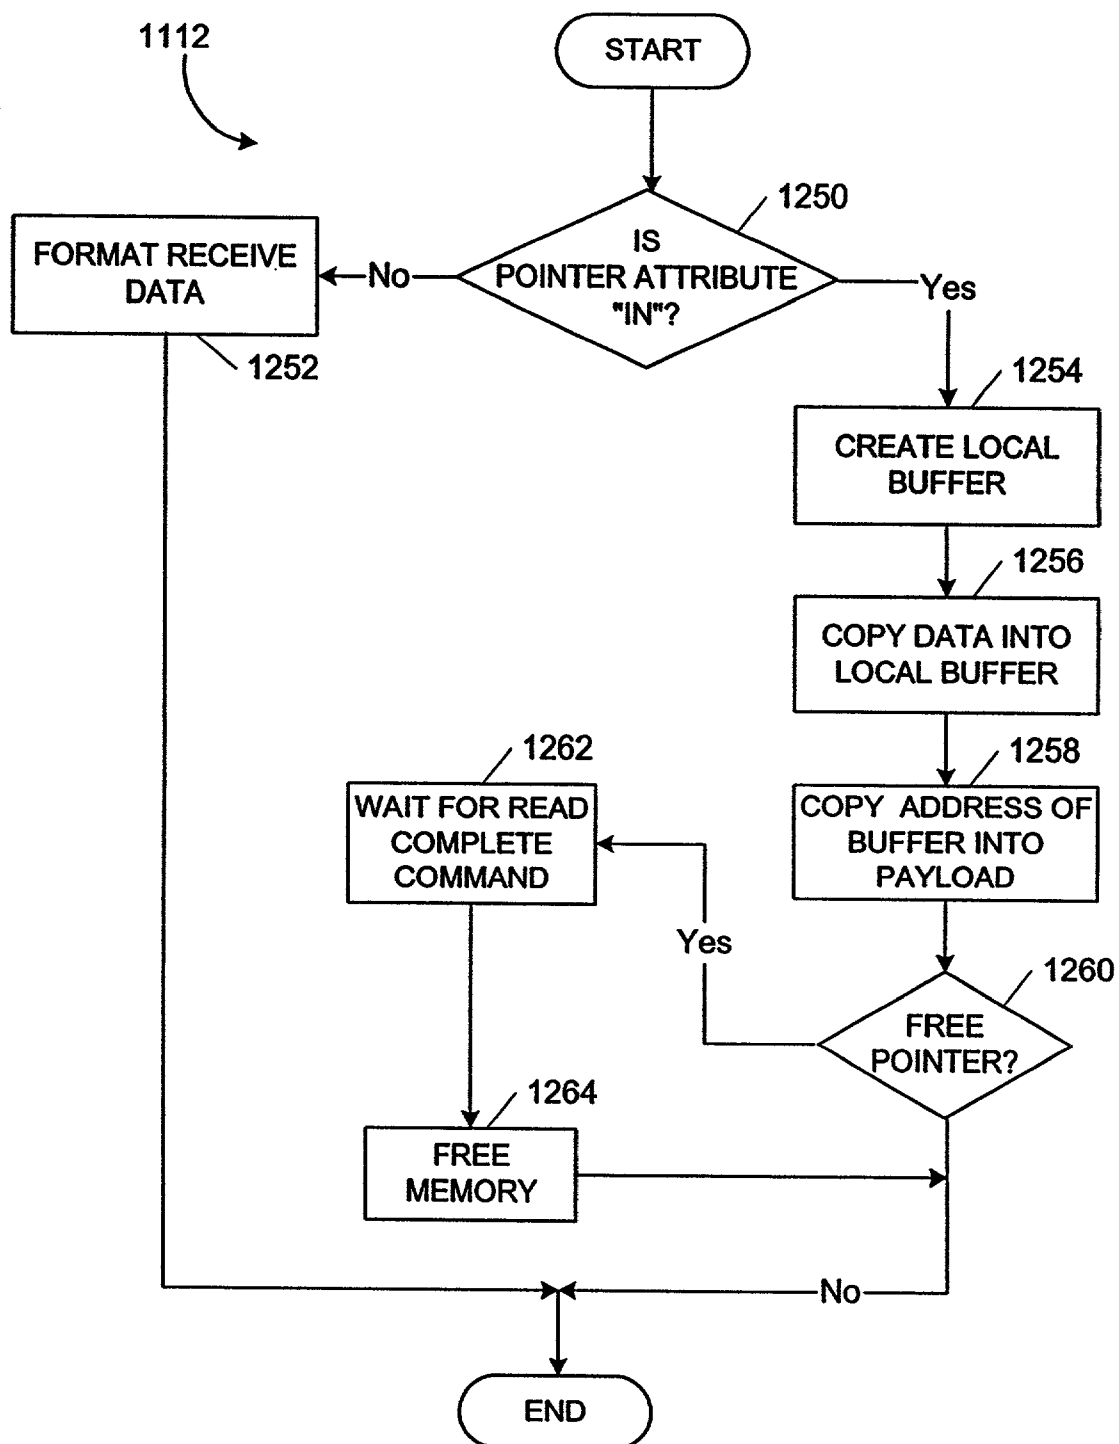 1112
START
1250
IS
POINTER ATTRIBUTE
"IN"?
No
Yes
FORMAT RECEIVE
DATA
1252
1254
CREATE LOCAL
BUFFER
1256
COPY DATA INTO
LOCAL BUFFER
1258
COPY ADDRESS OF
BUFFER INTO
PAYLOAD
1262
WAIT FOR READ
COMPLETE
COMMAND
Yes
1260
FREE
POINTER?
1264
FREE
MEMORY
No
END